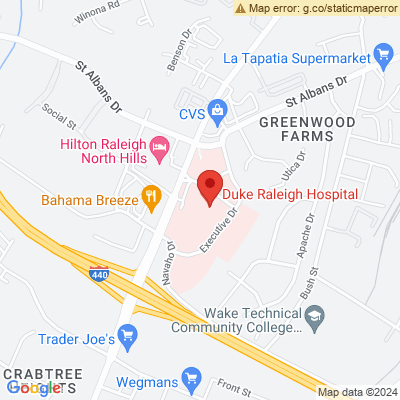 Map error: g.co/staticmaperror
Winona Rd
Benson Dr
La Tapatia Supermarket
St Albans Dr
St Albans Dr
Social St
CVS
GREENWOOD
FARMS
Hilton Raleigh
North Hills
Utica Dr
Bahama Breeze
Duke Raleigh Hospital
Executive Dr
Apache Dr
Navaho Dr
440
Bush St
Wake Technical
Community College...
Trader Joe's
CRABTREE
Google
Wegmans
Front St
Map data ©2024